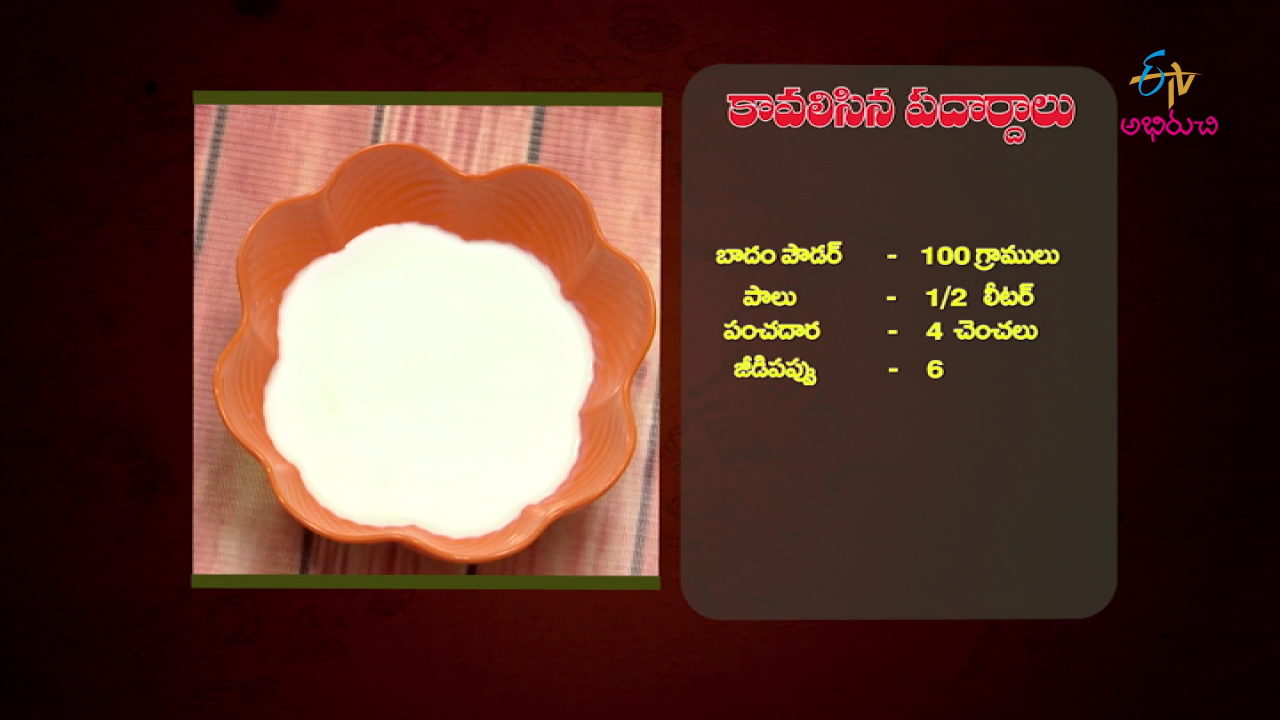 కావలిసిన పదార్దాలు
ETV
అభిరుచి
బాదం పౌడర్ - 100 గ్రాములు
పాలు - 1/2 లీటర్
పంచదార - 4 చెంచలు
జీడిపప్పు - 6